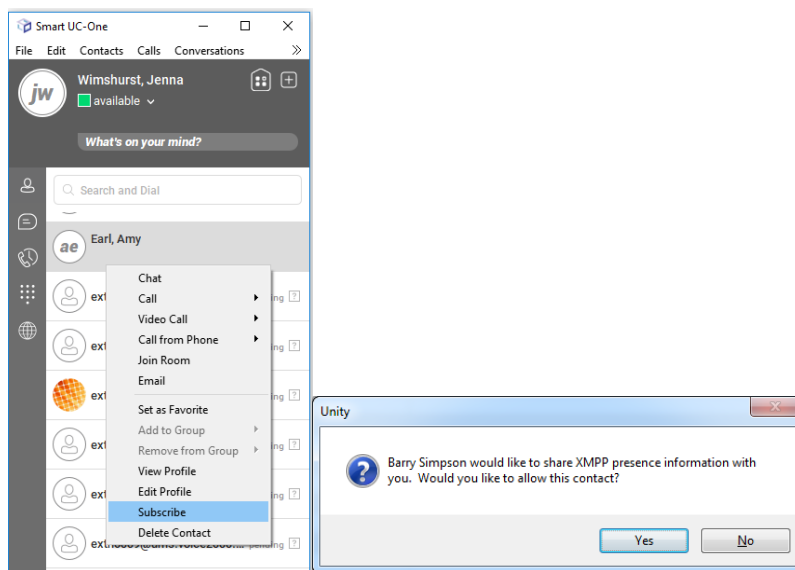 Smart UC-One
File Edit Contacts Calls Conversations
jw
Wimshurst, Jenna
available
What's on your mind?
Search and Dial
ae
Earl, Amy
Chat
Call
Video Call
Call from Phone
Join Room
Email
Set as Favorite
Add to Group
Remove from Group
View Profile
Edit Profile
Subscribe
Delete Contact
Unity
Barry Simpson would like to share XMPP presence information with
you. Would you like to allow this contact?
Yes No